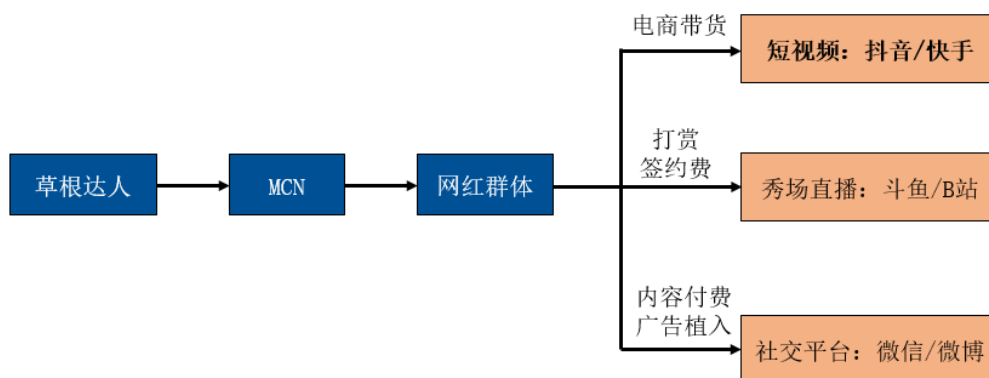 电商带货
短视频：抖音/快手
打赏
签约费
草根达人
MCN
网红群体
秀场直播：斗鱼/B站
内容付费
广告植入
社交平台：微信/微博